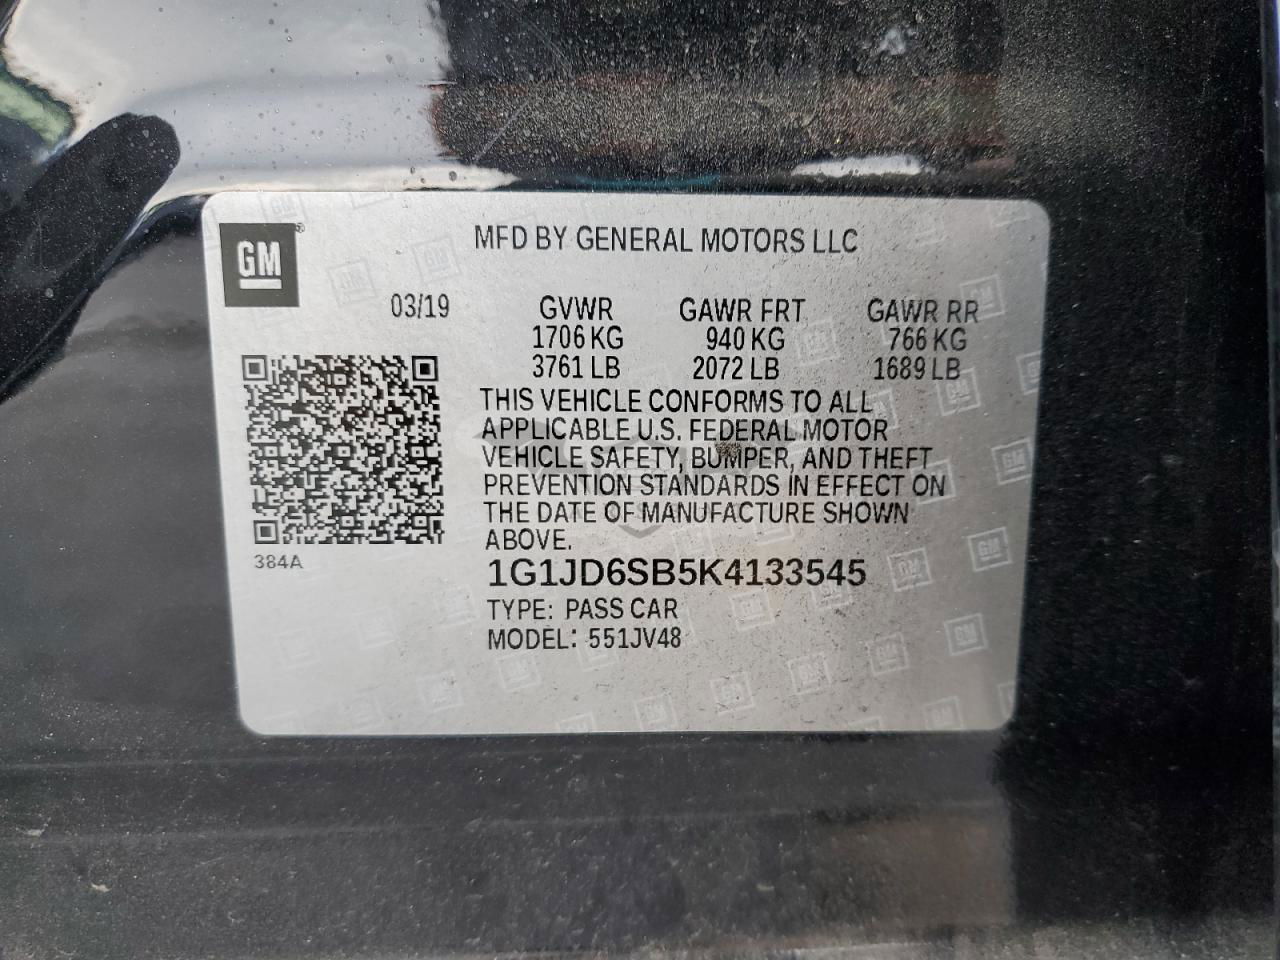 GM
MFD BY GENERAL MOTORS LLC
03/19 GVWR GAWR FRT GAWR RR
1706 KG 940 KG 766 KG
3761 LB 2072 LB 1689 LB
THIS VEHICLE CONFORMS TO ALL
APPLICABLE U.S. FEDERAL MOTOR
VEHICLE SAFETY, BUMPER, AND THEFT
PREVENTION STANDARDS IN EFFECT ON
THE DATE OF MANUFACTURE SHOWN
ABOVE.
384A
1G1JD6SB5K4133545
TYPE: PASS CAR
MODEL: 551JV48